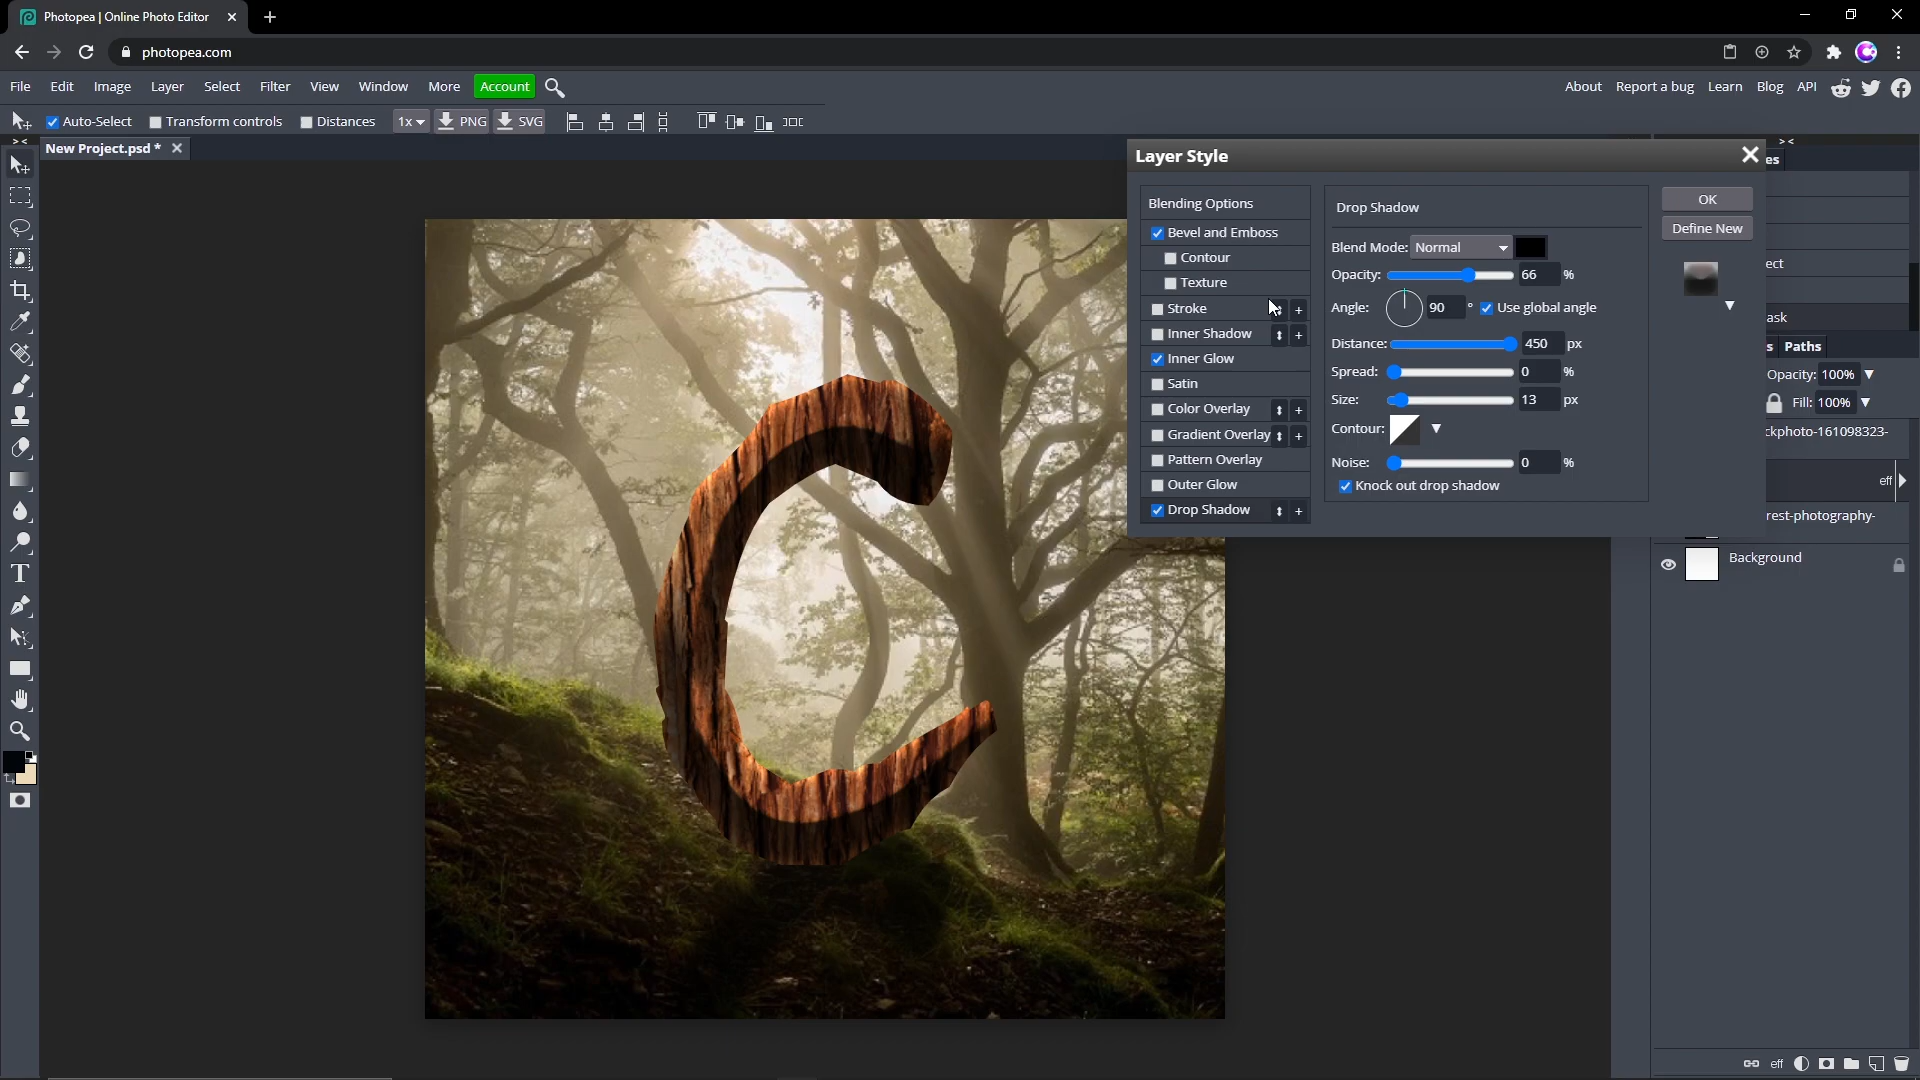 Photopea | Online Photo Editor
photopea.com
File Edit Image Layer Select Filter View Window More Account
About Report a bug Learn Blog API
Auto-Select Transform controls Distances 1x PNG SVG
New Project.psd *
Layer Style
Blending Options
Bevel and Emboss
Contour
Texture
Stroke +
Inner Shadow +
Inner Glow
Satin
Color Overlay +
Gradient Overlay +
Pattern Overlay
Outer Glow
Drop Shadow +
Drop Shadow
Blend Mode: Normal
Opacity: 66 %
Angle: 90 ° Use global angle
Distance: 450 px
Spread: 0 %
Size: 13 px
Contour:
Noise: 0 %
Knock out drop shadow
OK
Define New
es
ect
ask
s Paths
Opacity: 100%
Fill: 100%
ckphoto-161098323-
eff
rest-photography-
Background
C
T
eff